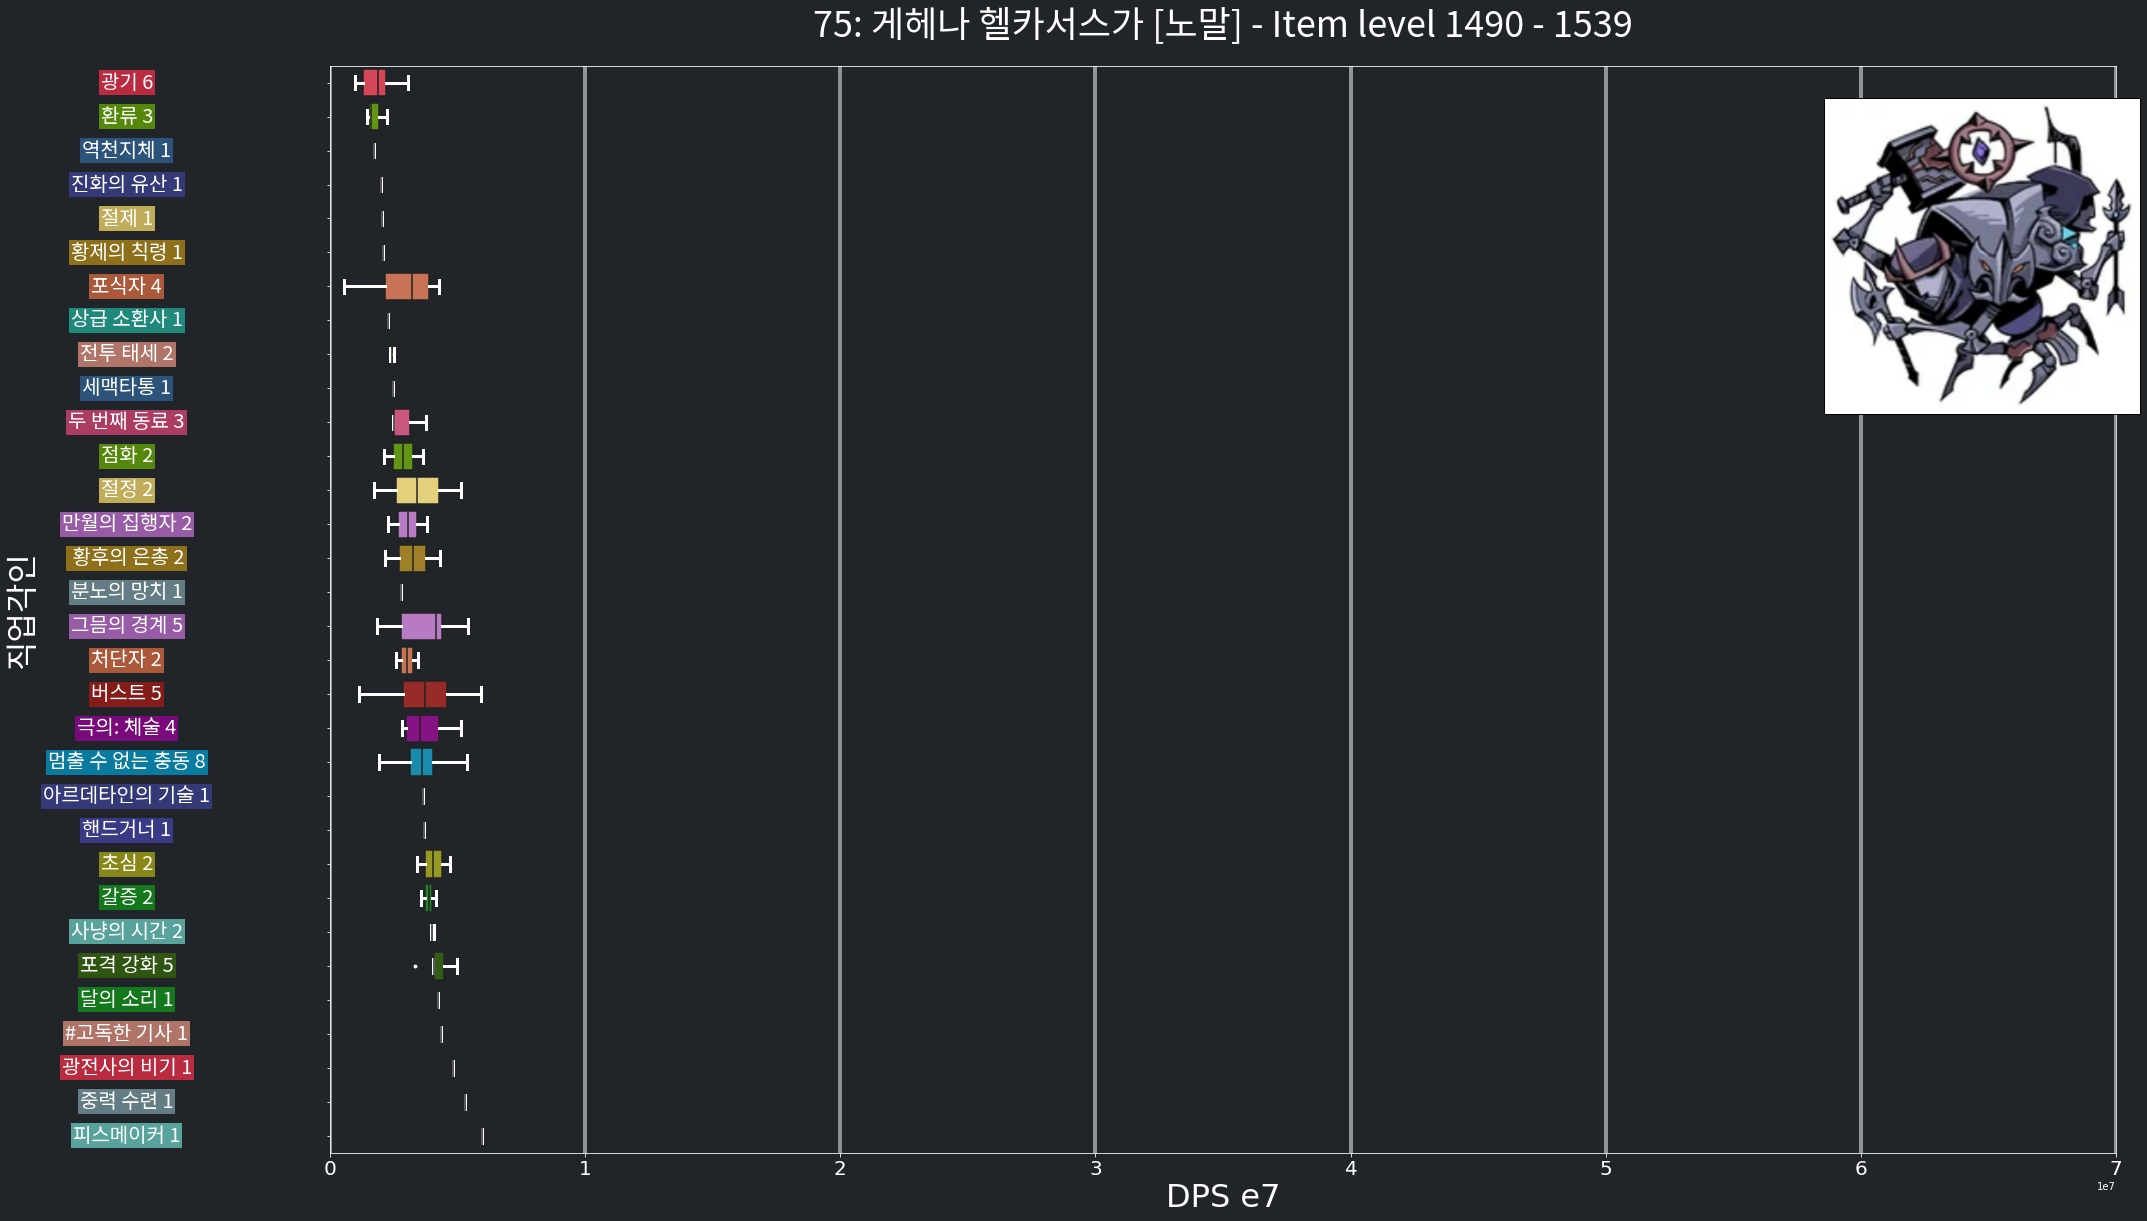 75: 게헤나 헬카서스가 [노말] - Item level 1490 - 1539
직업각인
광기 6
환류 3
역천지체 1
진화의 유산 1
절제 1
황제의 칙령 1
포식자 4
상급 소환사 1
전투 태세 2
세맥타통 1
두 번째 동료 3
점화 2
절정 2
만월의 집행자 2
황후의 은총 2
분노의 망치 1
그믐의 경계 5
처단자 2
버스트 5
극의: 체술 4
멈출 수 없는 충동 8
아르데타인의 기술 1
핸드거너 1
초심 2
갈증 2
사냥의 시간 2
포격 강화 5
달의 소리 1
#고독한 기사 1
광전사의 비기 1
중력 수련 1
피스메이커 1
0 1 2 3 4 5 6 7
1e7
DPS e7